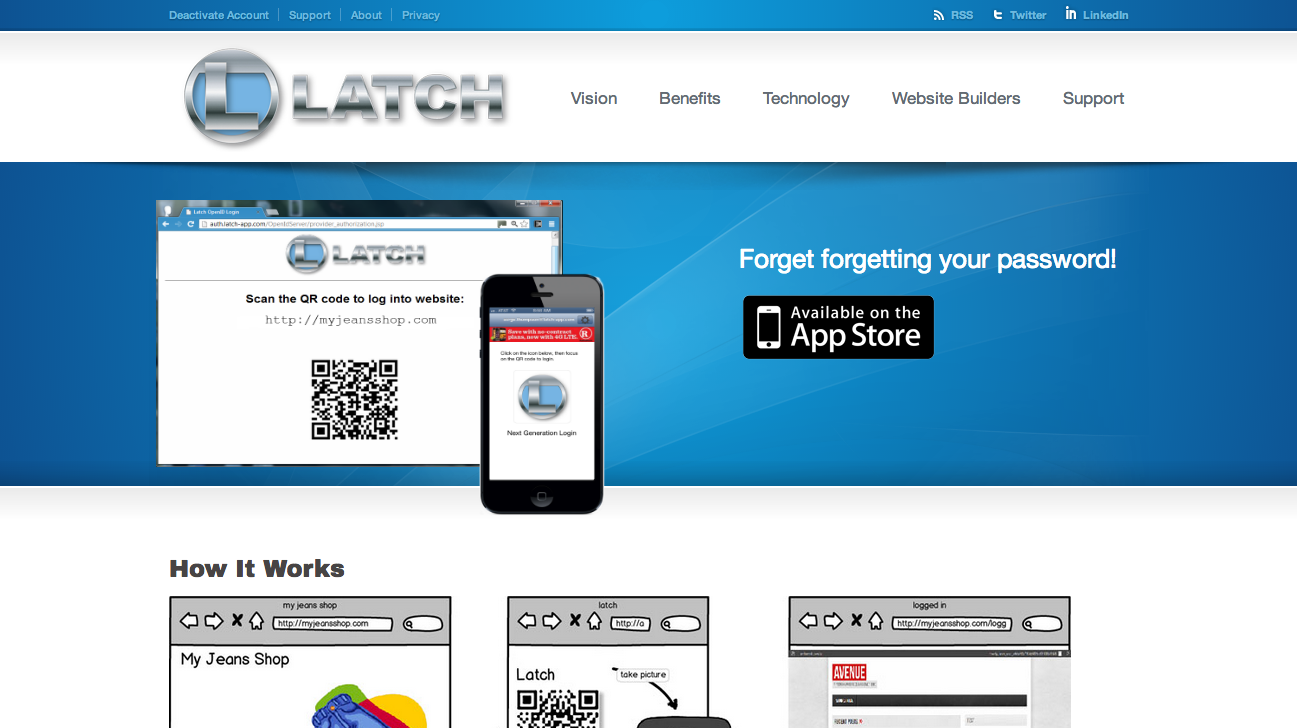 Deactivate Account
Support
About
Privacy
RSS
Twitter
LinkedIn
L LATCH
Vision
Benefits
Technology
Website Builders
Support
Latch OpenID Login
auth.latch-app.com/OpenIdServer/provider_authorization.jsp
L LATCH
Scan the QR code to log into website:
http://myjeansshop.com
Save with no-contract
plans, now with 4G LTE.
Click on the icon below, then focus
on the QR code to login.
L
Next Generation Login
Forget forgetting your password!
Available on the
App Store
How It Works
my jeans shop
http://myjeansshop.com
My Jeans Shop
latch
http://a
Latch
take picture
logged in
http://myjeansshop.com/logg
AVENUE